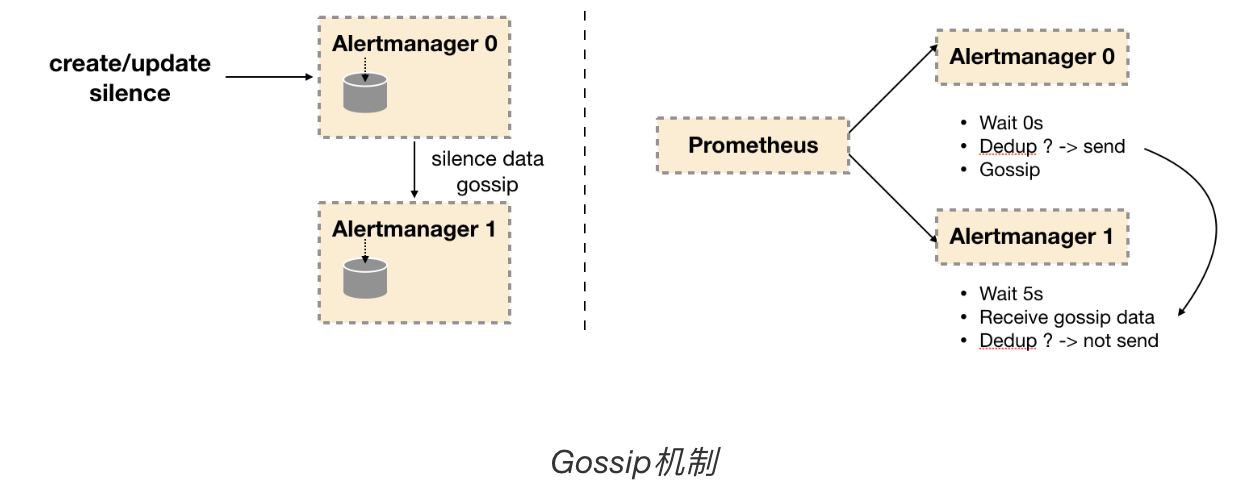 create/update
silence
Alertmanager 0
silence data
gossip
Alertmanager 1
Prometheus
Alertmanager 0
• Wait 0s
• Dedup ? -> send
• Gossip
Alertmanager 1
• Wait 5s
• Receive gossip data
• Dedup ? -> not send
Gossip机制